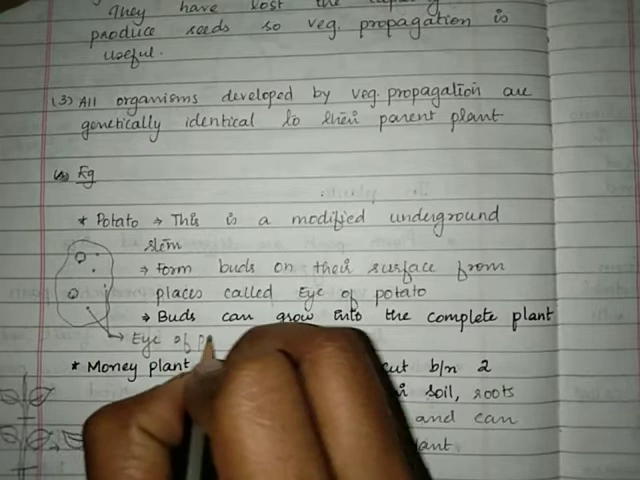 They have lost the
produce seeds so veg. propagation is
useful.
(3) All organisms developed by veg. propagation are
genetically identical to their parent plant
Eg
* Potato → This is a modified underground
stem
→ Form buds on their surface from
places called Eye of potato
→ Buds can grow into the complete plant
→ Eye of p
* Money plant cut b/n 2
soil, roots
and can